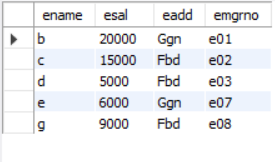 ename esal eadd emgrno
b 20000 Ggn e01
c 15000 Fbd e02
d 5000 Fbd e03
e 6000 Ggn e07
g 9000 Fbd e08